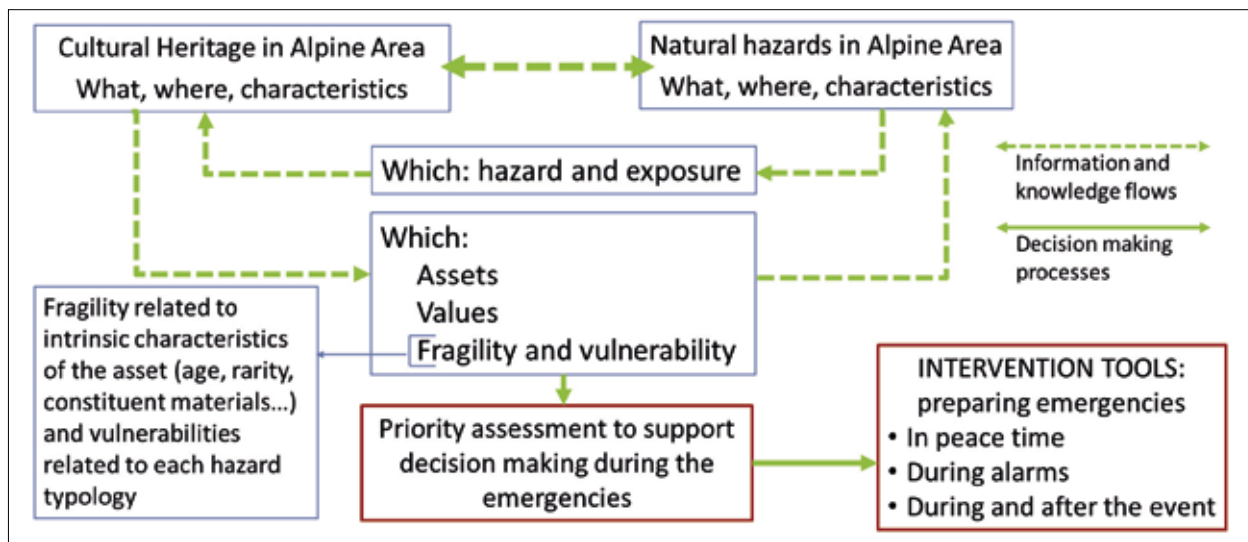 Cultural Heritage in Alpine Area
What, where, characteristics
Natural hazards in Alpine Area
What, where, characteristics
Which: hazard and exposure
Information and
knowledge flows
Decision making
processes
Which:
Assets
Values
Fragility and vulnerability
Fragility related to
intrinsic characteristics
of the asset (age, rarity,
constituent materials...)
and vulnerabilities
related to each hazard
typology
Priority assessment to support
decision making during the
emergencies
INTERVENTION TOOLS:
preparing emergencies
• In peace time
• During alarms
• During and after the event